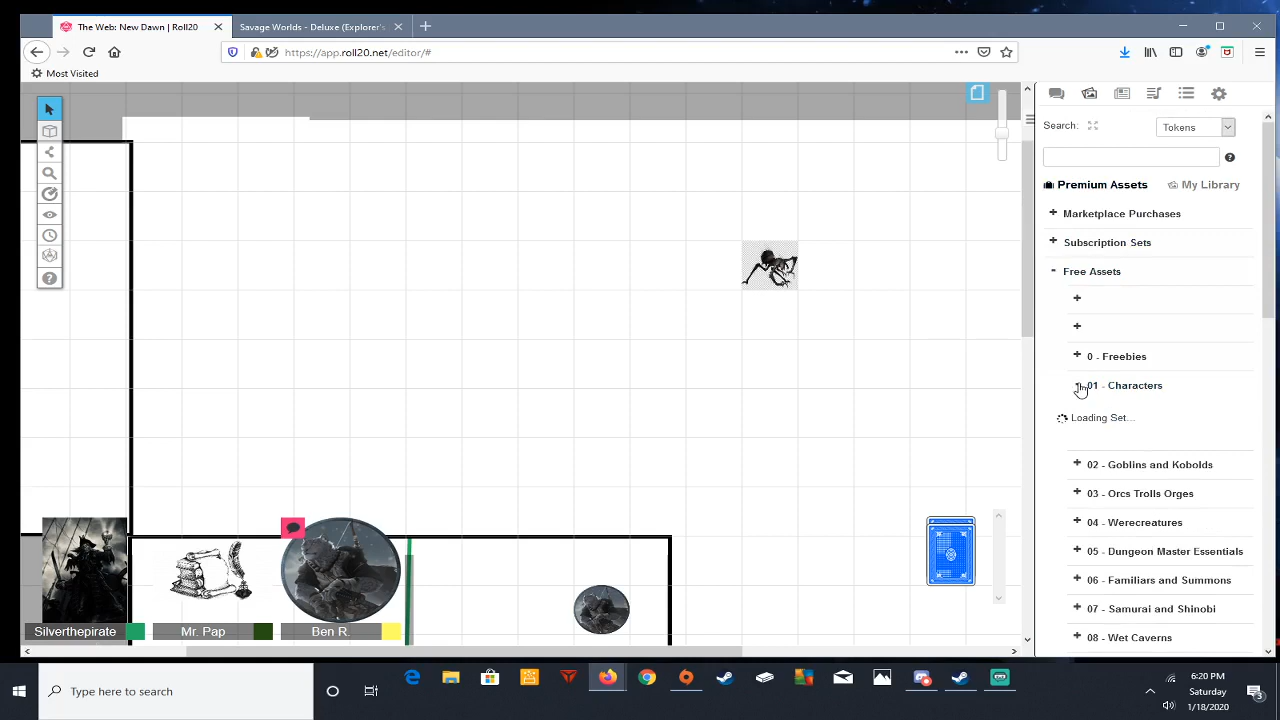 The Web: New Dawn | Roll20
Savage Worlds - Deluxe (Explorer's
https://app.roll20.net/editor/#
Most Visited
Search:
Tokens
Premium Assets
My Library
+ Marketplace Purchases
+ Subscription Sets
- Free Assets
+
+
+ 0 - Freebies
01 - Characters
Loading Set...
+ 02 - Goblins and Kobolds
+ 03 - Orcs Trolls Orges
+ 04 - Werecreatures
+ 05 - Dungeon Master Essentials
+ 06 - Familiars and Summons
+ 07 - Samurai and Shinobi
+ 08 - Wet Caverns
Silverthepirate
Mr. Pap
Ben R.
Type here to search
6:20 PM
Saturday
1/18/2020
3